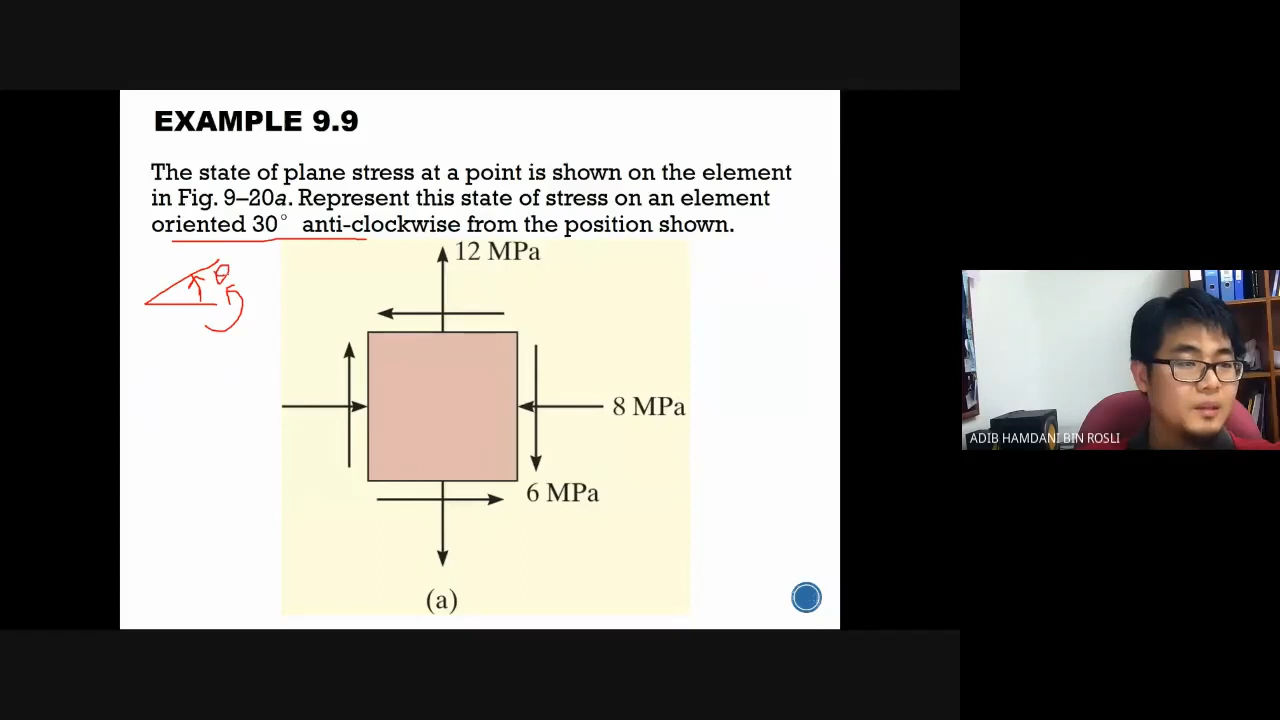 EXAMPLE 9.9
The state of plane stress at a point is shown on the element
in Fig. 9–20a. Represent this state of stress on an element
oriented 30° anti-clockwise from the position shown.
θ
12 MPa
8 MPa
6 MPa
(a)
ADIB HAMDANI BIN ROSLI